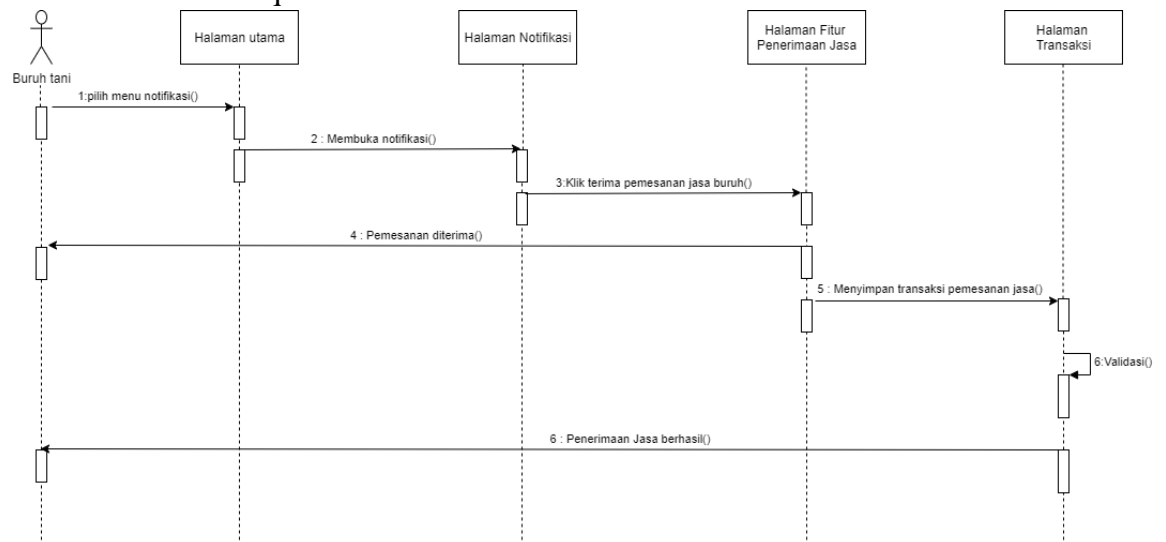 Halaman utama
Halaman Notifikasi
Halaman Fitur
Penerimaan Jasa
Halaman
Transaksi
Buruh tani
1:pilih menu notifikasi()
2 : Membuka notifikasi()
3:Klik terima pemesanan jasa buruh()
4 : Pemesanan diterima()
5 : Menyimpan transaksi pemesanan jasa()
6:Validasi()
6 : Penerimaan Jasa berhasil()